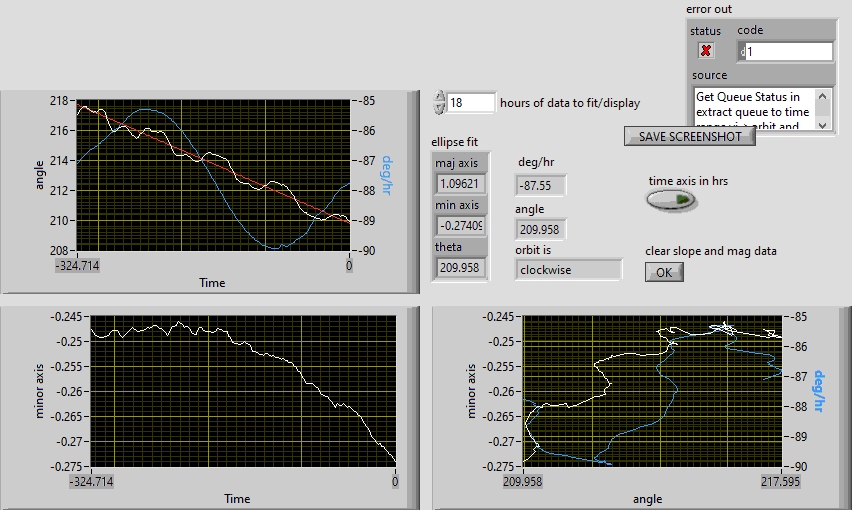 error out
status
code
d1
source
Get Queue Status in
extract queue to time
SAVE SCREENSHOT
18
hours of data to fit/display
ellipse fit
maj axis
1.09621
min axis
-0.27409
theta
209.958
deg/hr
-87.55
angle
209.958
orbit is
clockwise
time axis in hrs
clear slope and mag data
OK
218
216
214
212
210
208
angle
-85
-86
-87
-88
-89
-90
deg/hr
-324.714
0
Time
-0.245
-0.25
-0.255
-0.26
-0.265
-0.27
-0.275
minor axis
-324.714
0
Time
-0.245
-0.25
-0.255
-0.26
-0.265
-0.27
-0.275
minor axis
-85
-86
-87
-88
-89
-90
deg/hr
209.958
217.595
angle